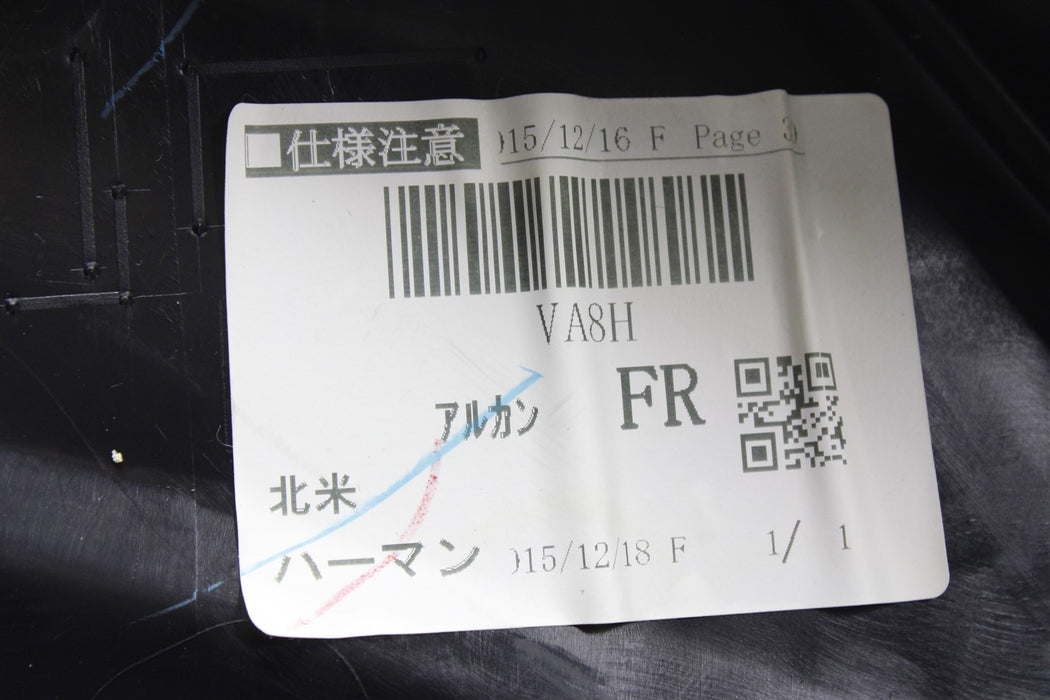 □仕様注意 015/12/16 F Page 3
VA8H
アルカン FR
北米
ハーマン 015/12/18 F 1/ 1